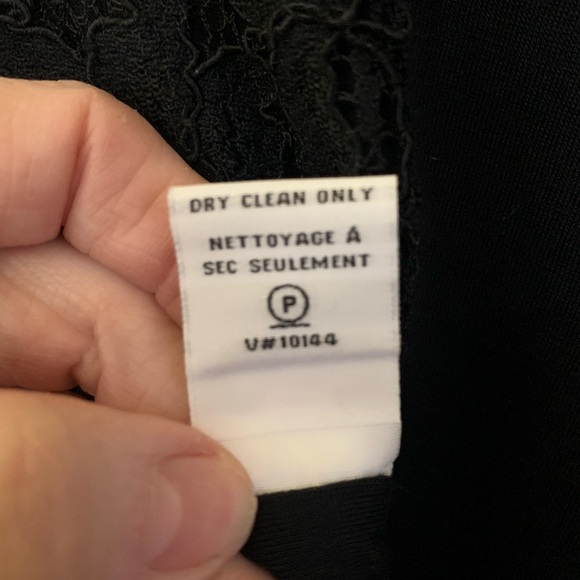 DRY CLEAN ONLY
NETTOYAGE À
SEC SEULEMENT
P
V#10144